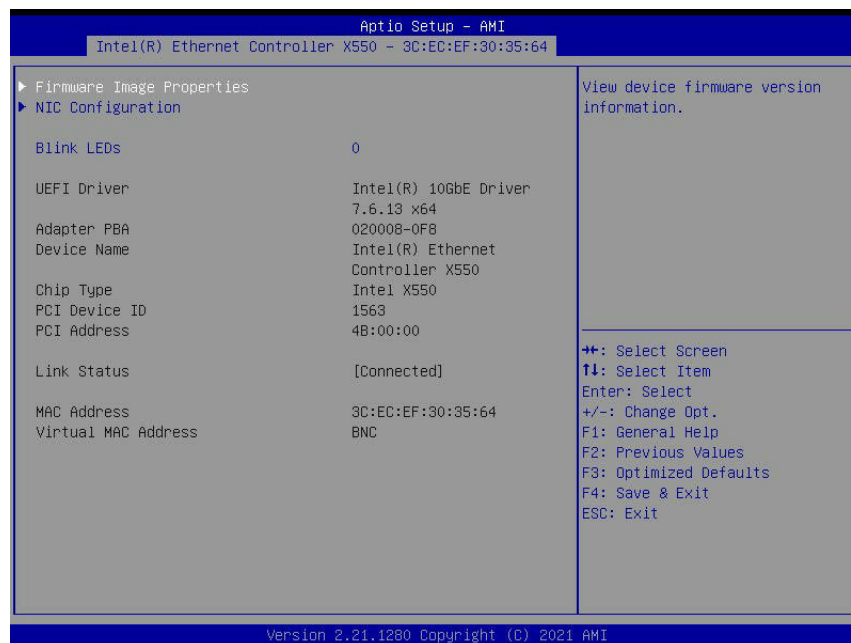 Aptio Setup – AMI
Intel(R) Ethernet Controller X550 – 3C:EC:EF:30:35:64
▶ Firmware Image Properties
▶ NIC Configuration
Blink LEDs 0
UEFI Driver Intel(R) 10GbE Driver
7.6.13 x64
Adapter PBA 020008-0F8
Device Name Intel(R) Ethernet
Controller X550
Chip Type Intel X550
PCI Device ID 1563
PCI Address 4B:00:00
Link Status [Connected]
MAC Address 3C:EC:EF:30:35:64
Virtual MAC Address BNC
View device firmware version
information.
→←: Select Screen
↑↓: Select Item
Enter: Select
+/-: Change Opt.
F1: General Help
F2: Previous Values
F3: Optimized Defaults
F4: Save & Exit
ESC: Exit
Version 2.21.1280 Copyright (C) 2021 AMI